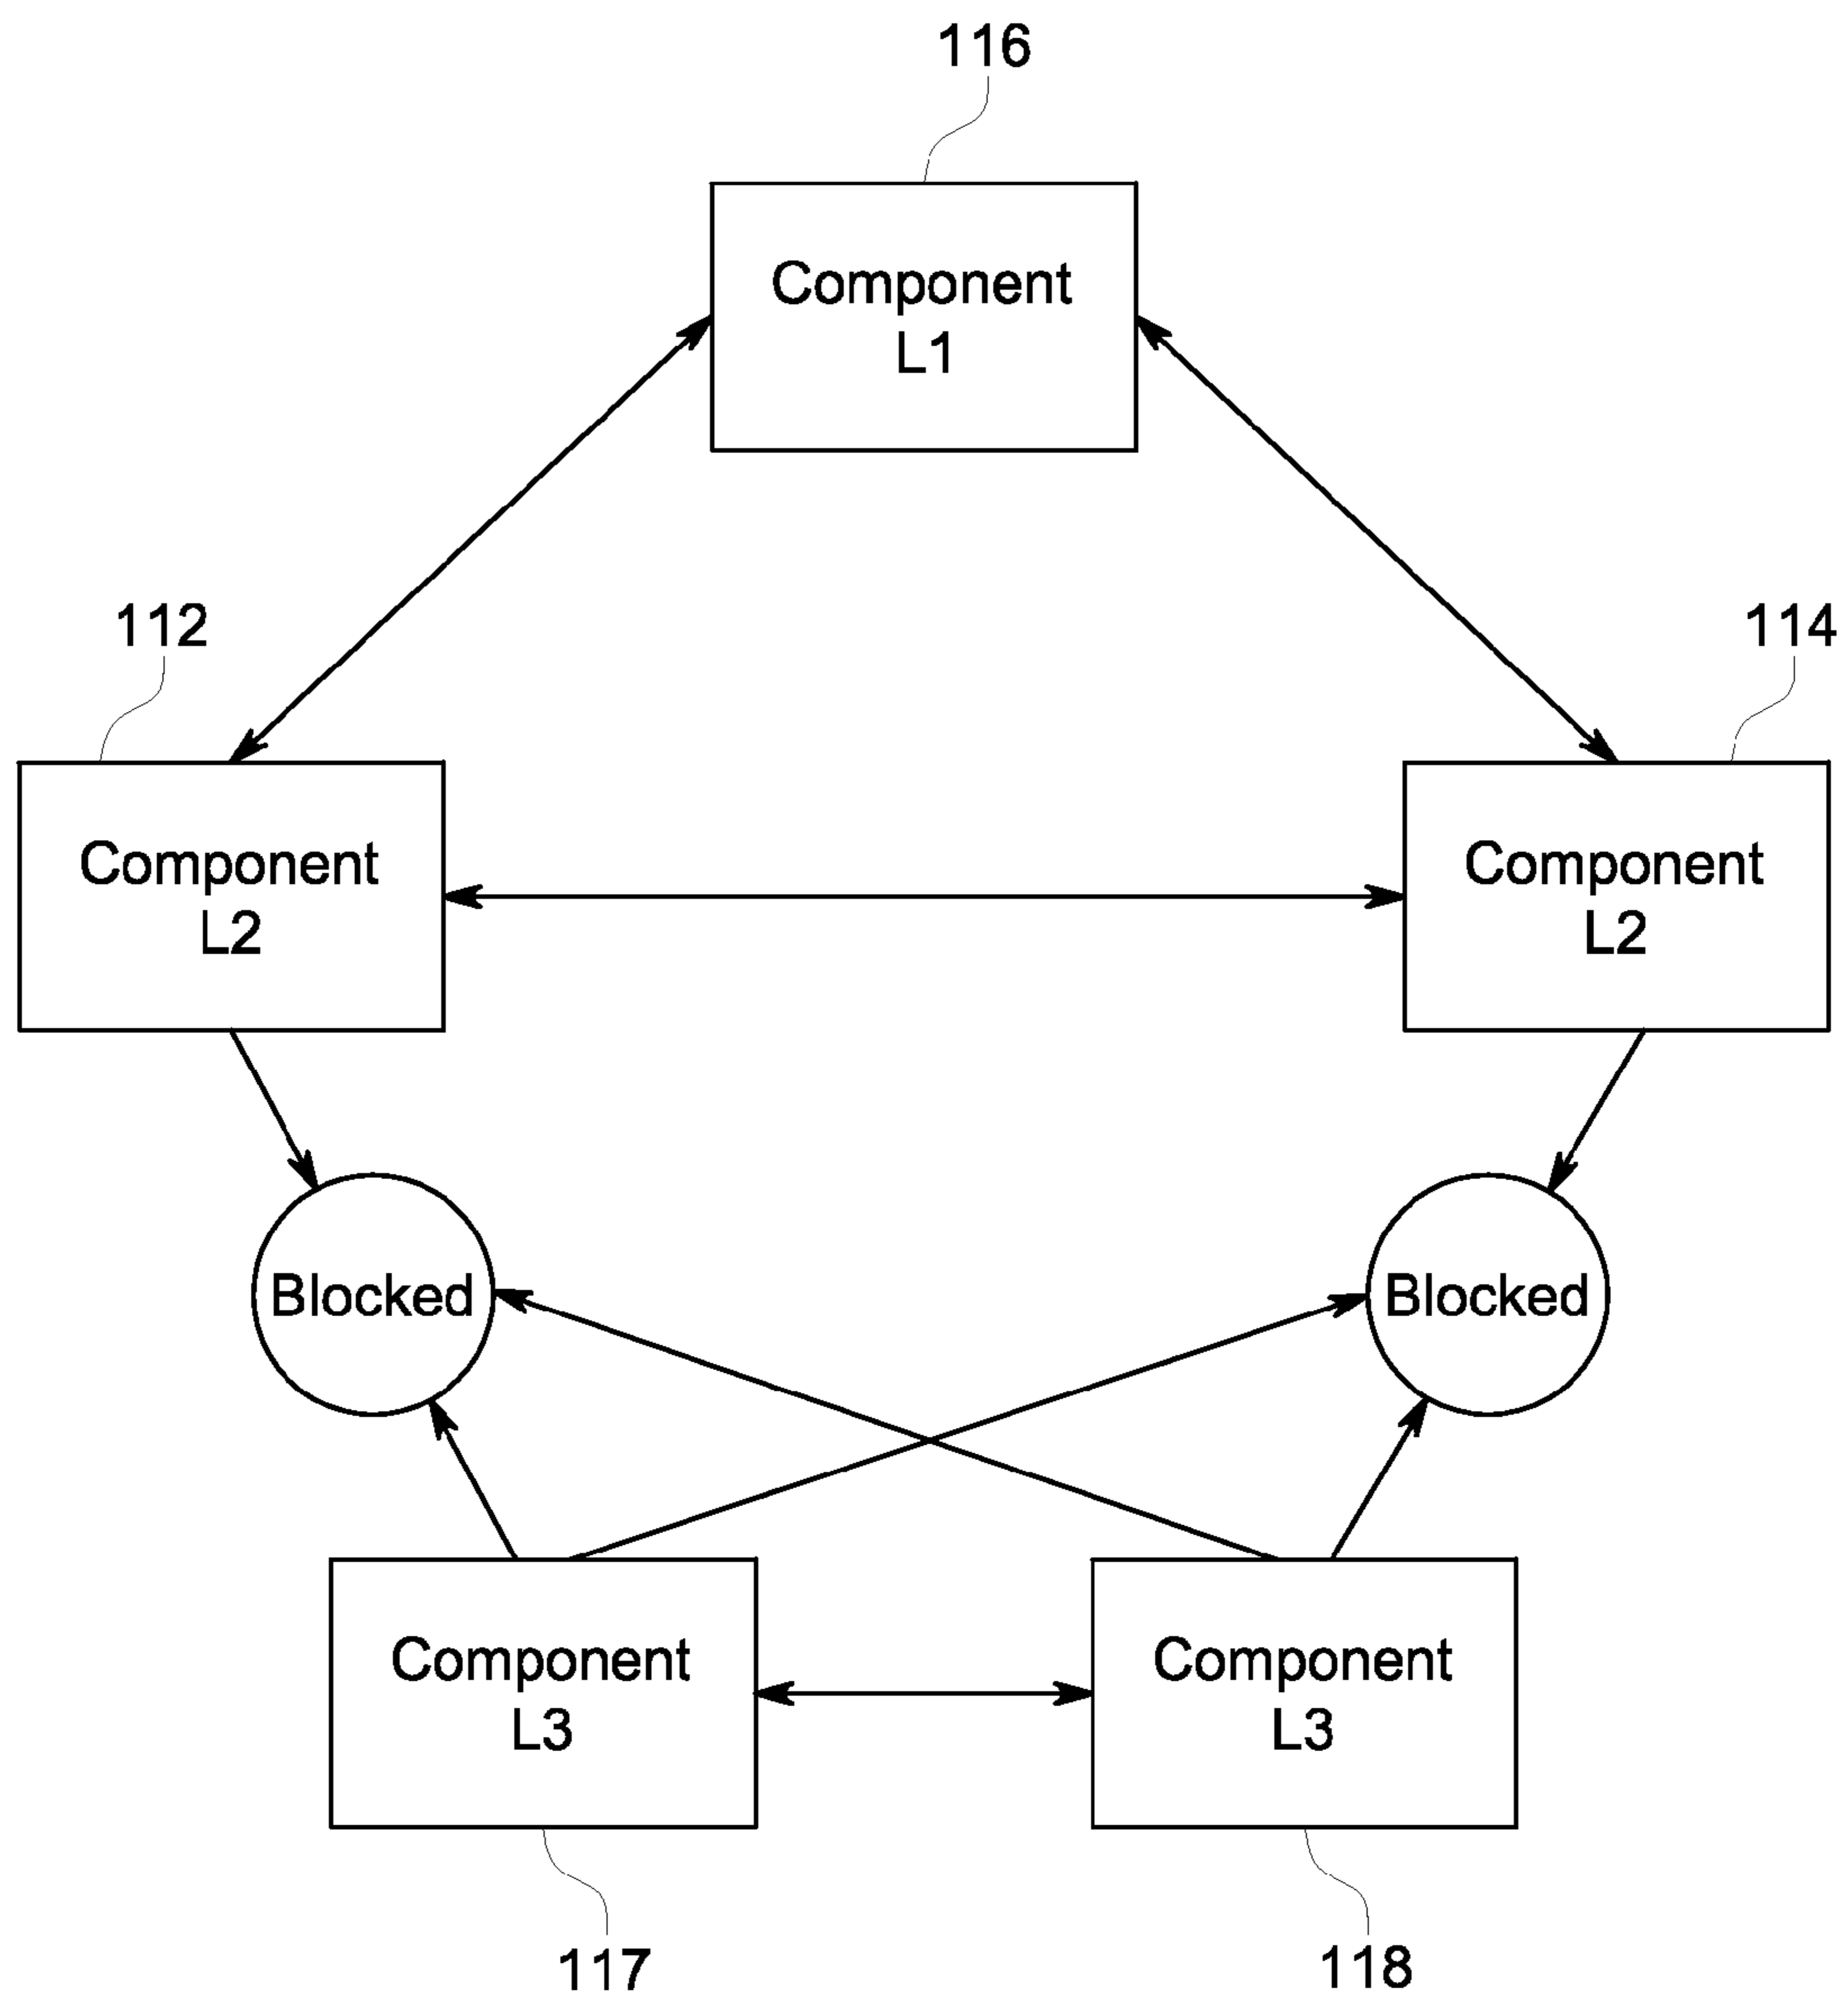 116
Component
L1
112
114
Component
L2
Component
L2
Blocked
Blocked
Component
L3
Component
L3
117
118